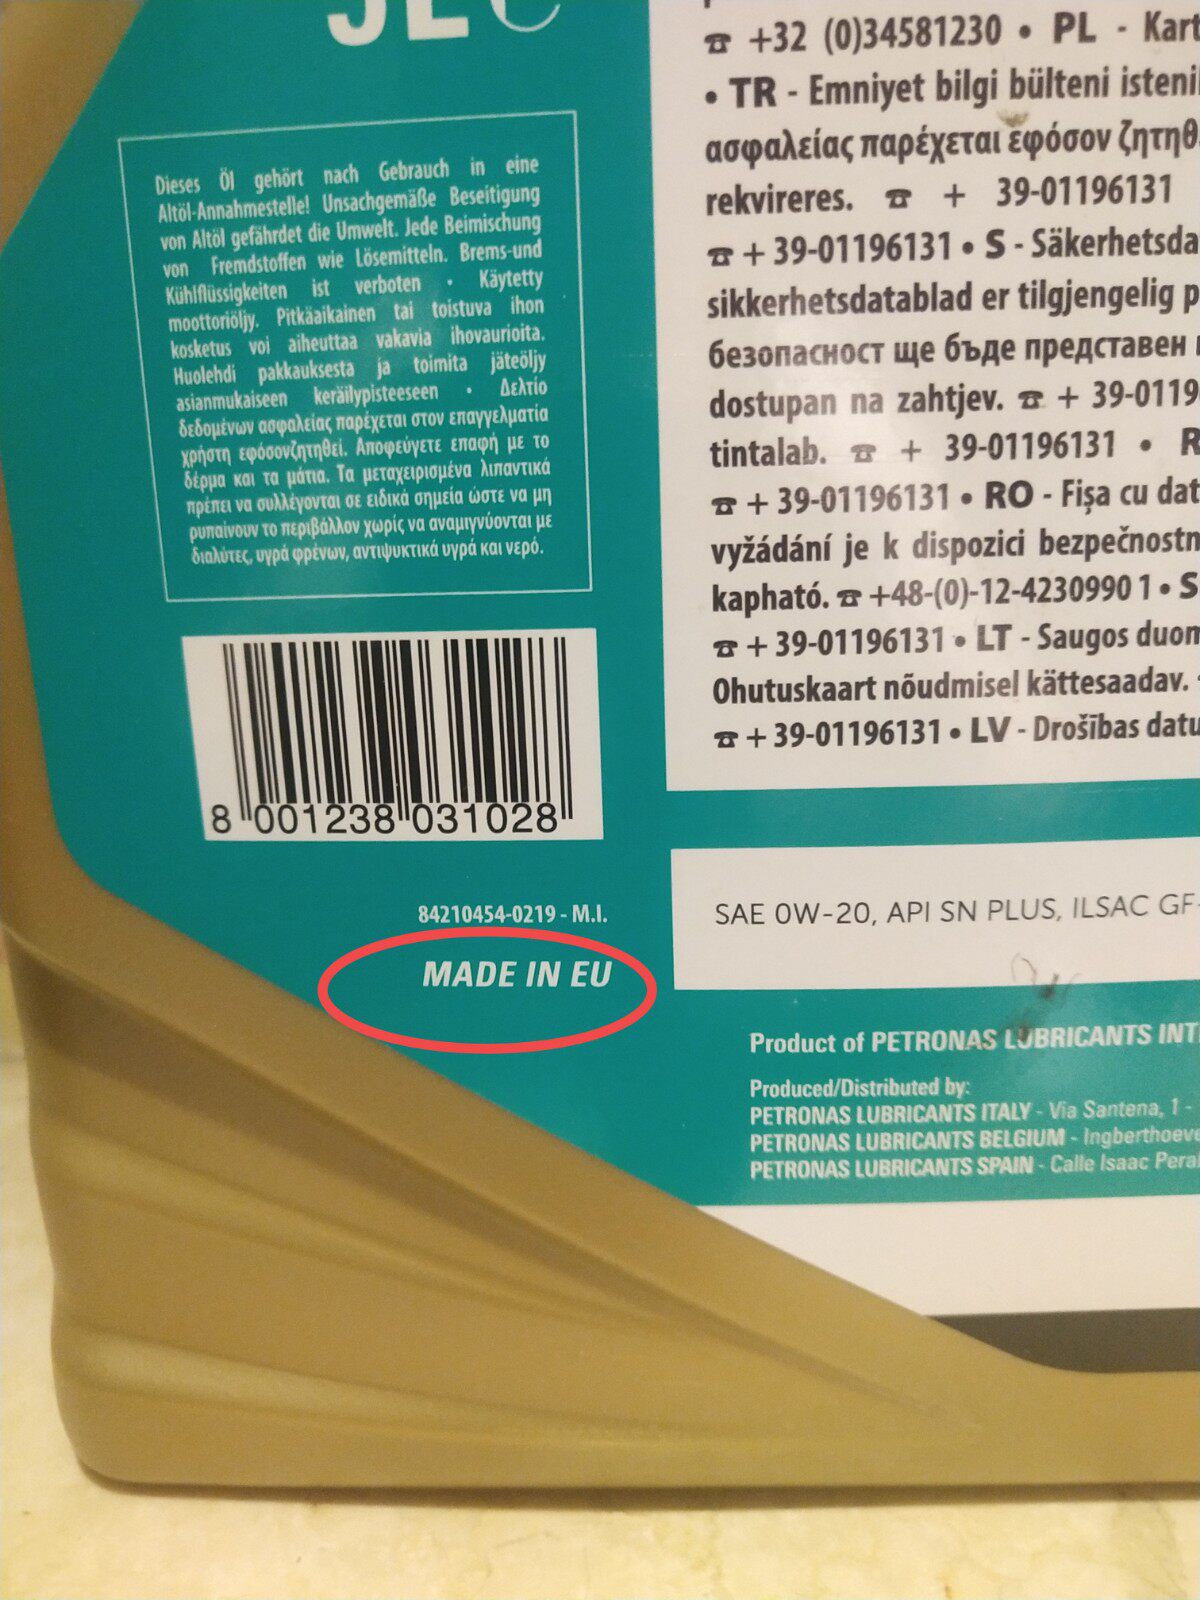 Dieses Öl gehört nach Gebrauch in eine
Altöl-Annahmestelle! Unsachgemäße Beseitigung
von Altöl gefährdet die Umwelt. Jede Beimischung
von Fremdstoffen wie Lösemitteln. Brems-und
Kühlflüssigkeiten ist verboten • Käytetty
moottoriöljy. Pitkäaikainen tai toistuva ihon
kosketus voi aiheuttaa vakavia ihovaurioita.
Huolehdi pakkauksesta ja toimita jäteöljy
asianmukaiseen keräilypisteeseen • Δελτίο
δεδομένων ασφαλείας παρέχεται στον επαγγελματία
χρήστη εφόσονζητηθεί. Αποφεύγετε επαφή με το
δέρμα και τα μάτια. Τα μεταχειρισμένα λιπαντικά
πρέπει να συλλέγονται σε ειδικά σημεία ώστε να μη
ρυπαίνουν το περιβάλλον χωρίς να αναμιγνύονται με
διαλύτες, υγρά φρένων, αντιψυκτικά υγρά και νερό.
8 001238 031028
84210454-0219 - M.I.
MADE IN EU
☎ +32 (0)34581230 • PL - Kart
• TR - Emniyet bilgi bülteni isteni
ασφαλείας παρέχεται εφόσον ζητηθ
rekvireres. ☎ + 39-01196131
☎ + 39-01196131 • S - Säkerhetsda
sikkerhetsdatablad er tilgjengelig p
безопасност ще бъде представен
dostupan na zahtjev. ☎ + 39-0119
tintalab. ☎ + 39-01196131 • R
☎ + 39-01196131 • RO - Fișa cu dat
vyžádání je k dispozici bezpečnostn
kapható. ☎ +48-(0)-12-4230990 1 • S
☎ + 39-01196131 • LT - Saugos duom
Ohutuskaart nõudmisel kättesaadav.
☎ + 39-01196131 • LV - Drošības datu
SAE 0W-20, API SN PLUS, ILSAC GF-
Product of PETRONAS LUBRICANTS INT
Produced/Distributed by:
PETRONAS LUBRICANTS ITALY - Via Santena, 1 -
PETRONAS LUBRICANTS BELGIUM - Ingberthoeve
PETRONAS LUBRICANTS SPAIN - Calle Isaac Peral